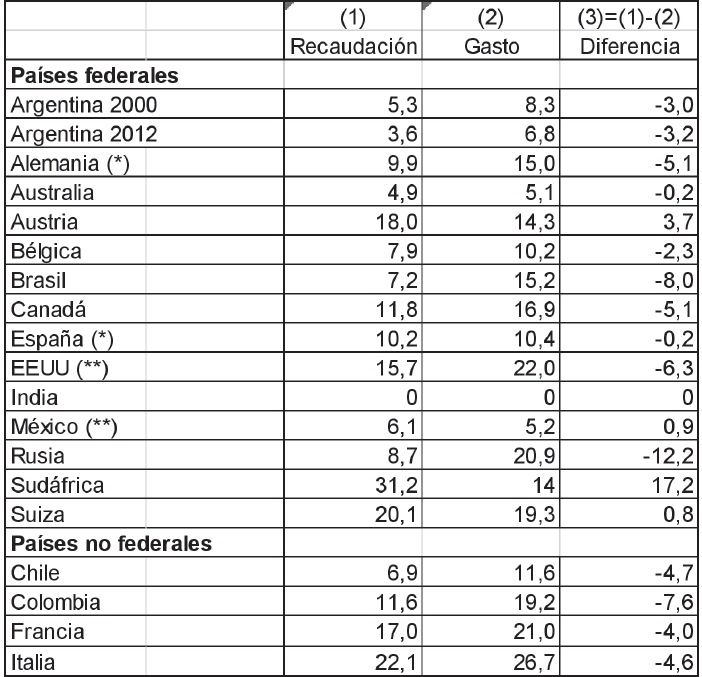 (1) (2) (3)=(1)-(2)
Recaudación Gasto Diferencia
Países federales
Argentina 2000 5,3 8,3 -3,0
Argentina 2012 3,6 6,8 -3,2
Alemania (*) 9,9 15,0 -5,1
Australia 4,9 5,1 -0,2
Austria 18,0 14,3 3,7
Bélgica 7,9 10,2 -2,3
Brasil 7,2 15,2 -8,0
Canadá 11,8 16,9 -5,1
España (*) 10,2 10,4 -0,2
EEUU (**) 15,7 22,0 -6,3
India 0 0 0
México (**) 6,1 5,2 0,9
Rusia 8,7 20,9 -12,2
Sudáfrica 31,2 14 17,2
Suiza 20,1 19,3 0,8
Países no federales
Chile 6,9 11,6 -4,7
Colombia 11,6 19,2 -7,6
Francia 17,0 21,0 -4,0
Italia 22,1 26,7 -4,6